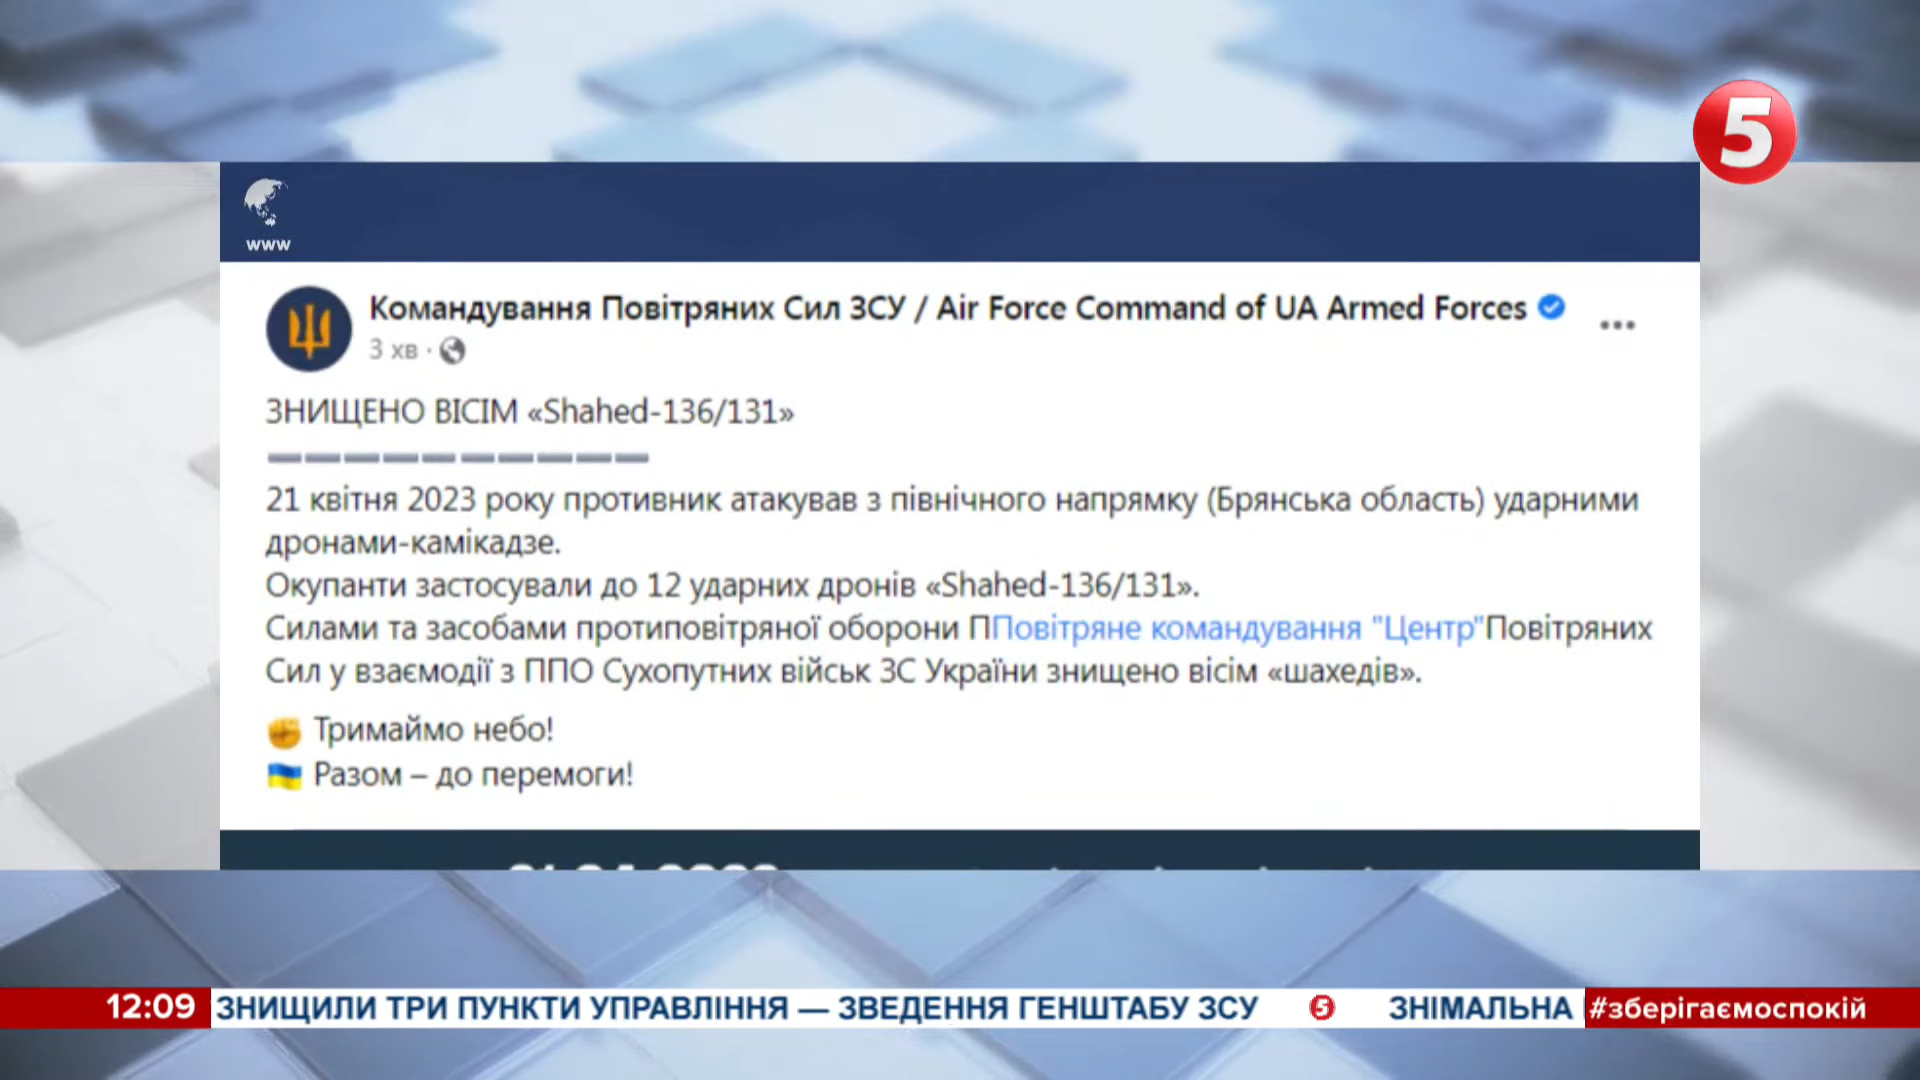 5
www
Командування Повітряних Сил ЗСУ / Air Force Command of UA Armed Forces
3 хв ·
ЗНИЩЕНО ВІСІМ «Shahed-136/131»
21 квітня 2023 року противник атакував з північного напрямку (Брянська область) ударними
дронами-камікадзе.
Окупанти застосували до 12 ударних дронів «Shahed-136/131».
Силами та засобами протиповітряної оборони ППовітряне командування "Центр"Повітряних
Сил у взаємодії з ППО Сухопутних військ ЗС України знищено вісім «шахедів».
✊ Тримаймо небо!
🇺🇦 Разом – до перемоги!
12:09 ЗНИЩИЛИ ТРИ ПУНКТИ УПРАВЛІННЯ — ЗВЕДЕННЯ ГЕНШТАБУ ЗСУ 5 ЗНІМАЛЬНА #зберігаємоспокій